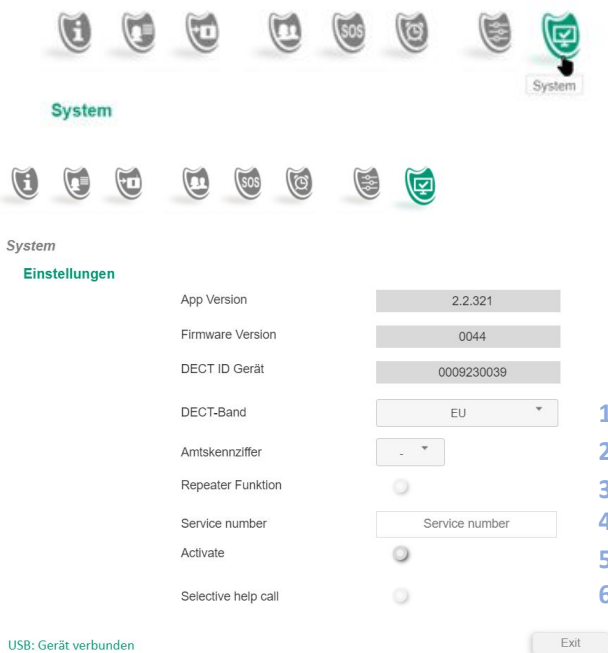 SOS
System
System
SOS
System
Einstellungen
App Version 2.2.321
Firmware Version 0044
DECT ID Gerät 0009230039
DECT-Band EU 1
Amtskennziffer - 2
Repeater Funktion 3
Service number Service number 4
Activate 5
Selective help call 6
USB: Gerät verbunden Exit